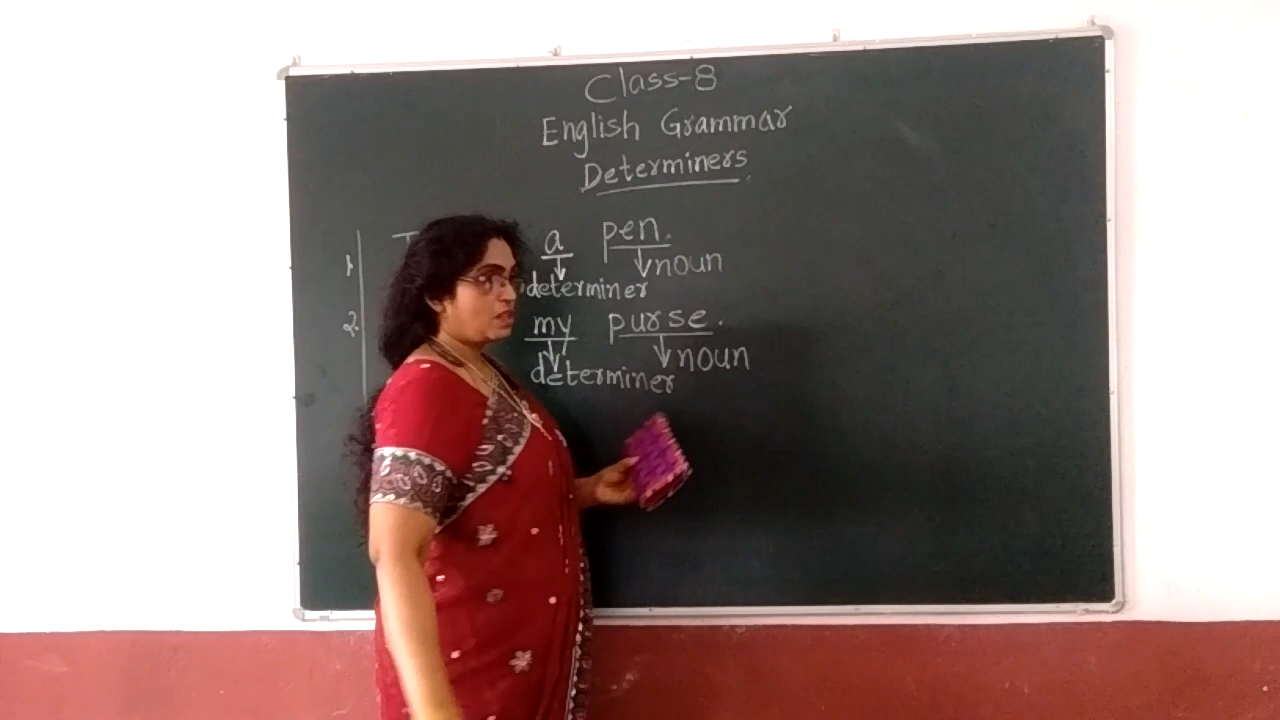 Class-8
English Grammar
Determiners
1. a pen.
noun
determiner
2. my purse.
noun
determiner